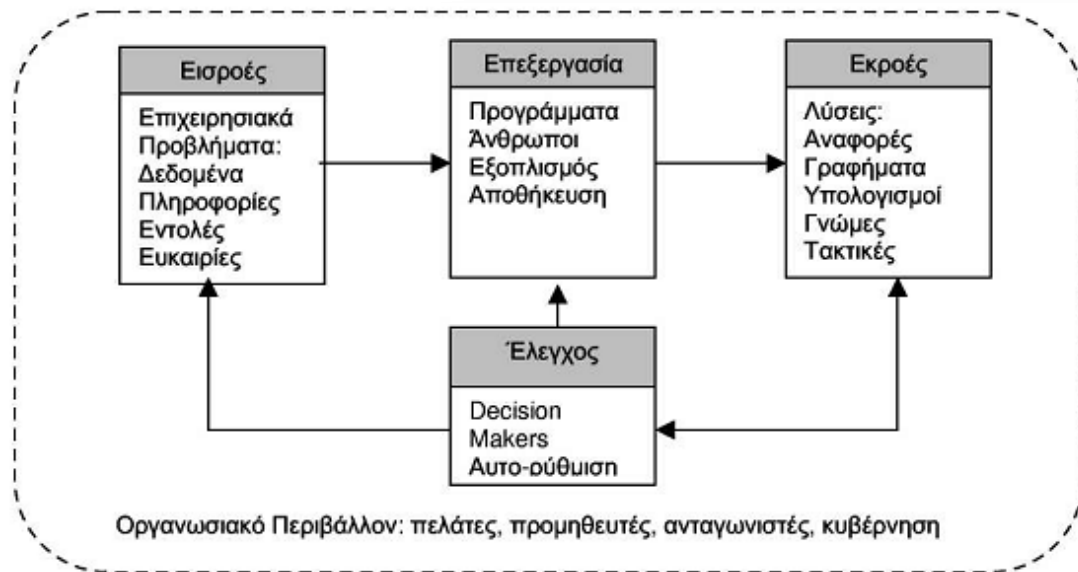 Εισροές
Επιχειρησιακά
Προβλήματα:
Δεδομένα
Πληροφορίες
Εντολές
Ευκαιρίες
Επεξεργασία
Προγράμματα
Άνθρωποι
Εξοπλισμός
Αποθήκευση
Εκροές
Λύσεις:
Αναφορές
Γραφήματα
Υπολογισμοί
Γνώμες
Τακτικές
Έλεγχος
Decision
Makers
Αυτο-ρύθμιση
Οργανωσιακό Περιβάλλον: πελάτες, προμηθευτές, ανταγωνιστές, κυβέρνηση